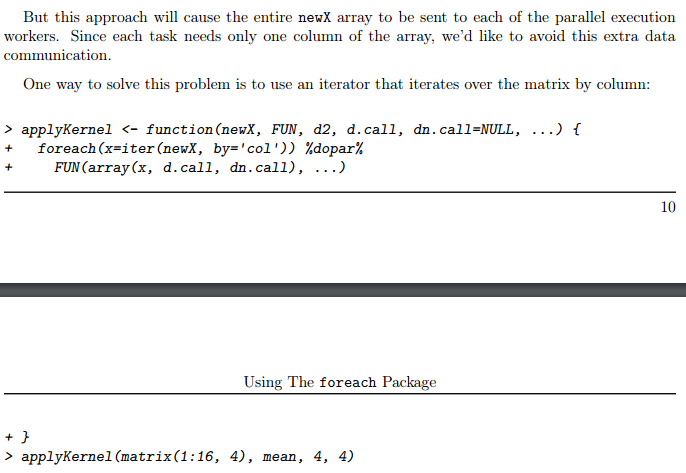 But this approach will cause the entire newX array to be sent to each of the parallel execution
workers. Since each task needs only one column of the array, we'd like to avoid this extra data
communication.
One way to solve this problem is to use an iterator that iterates over the matrix by column:
> applyKernel <- function(newX, FUN, d2, d.call, dn.call=NULL, ...) {
+   foreach(x=iter(newX, by='col')) %dopar%
+     FUN(array(x, d.call, dn.call), ...)
10
Using The foreach Package
+ }
> applyKernel(matrix(1:16, 4), mean, 4, 4)